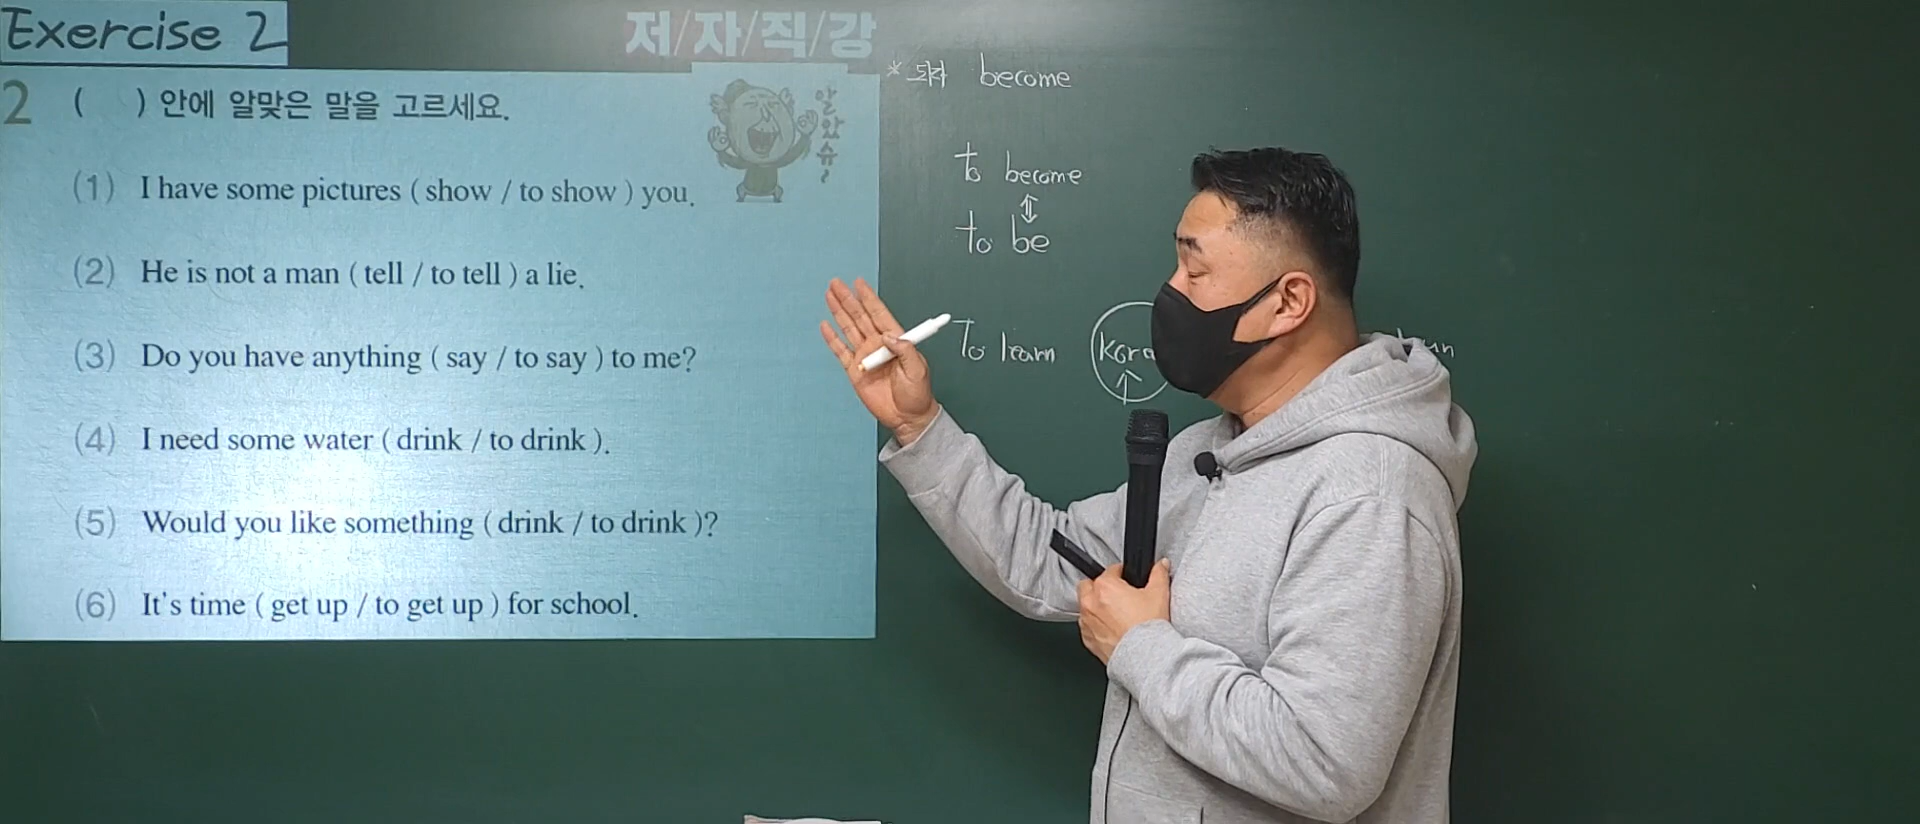 Exercise 2
저/자/직/강
2 ( ) 안에 알맞은 말을 고르세요.
알았슈~
(1) I have some pictures ( show / to show ) you.
(2) He is not a man ( tell / to tell ) a lie.
(3) Do you have anything ( say / to say ) to me?
(4) I need some water ( drink / to drink ).
(5) Would you like something ( drink / to drink )?
(6) It's time ( get up / to get up ) for school.
* become
to become
⇕
to be
To learn